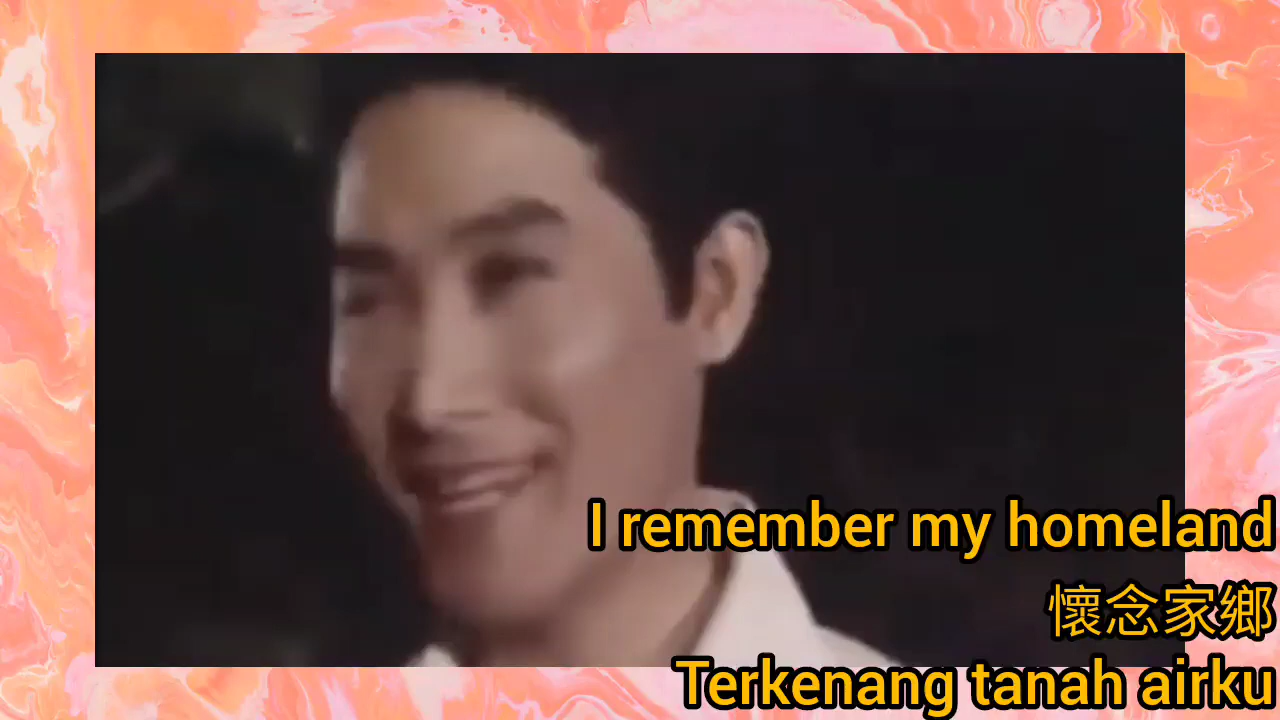 I remember my homeland
懷念家鄉
Terkenang tanah airku